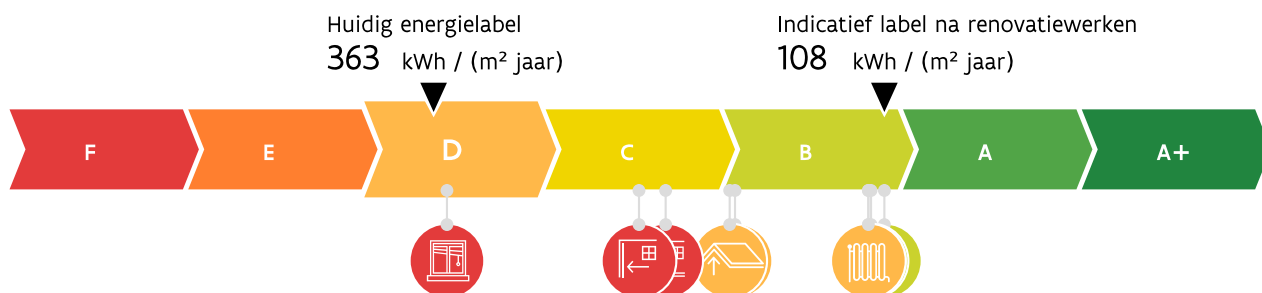 Huidig energielabel
363 kWh / (m² jaar)
Indicatief label na renovatiewerken
108 kWh / (m² jaar)
F
E
D
C
B
A
A+